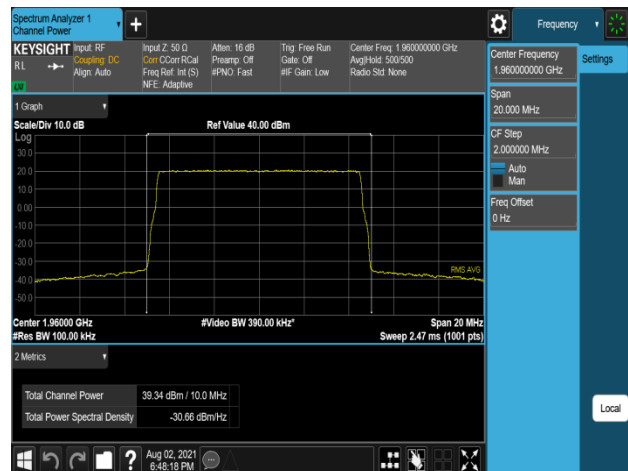 Spectrum Analyzer 1
Channel Power
+
Frequency
KEYSIGHT
RL
LXI
Input: RF
Coupling: DC
Align: Auto
Input Z: 50 Ω
Corr CCorr RCal
Freq Ref: Int (S)
NFE: Adaptive
Atten: 16 dB
Preamp: Off
#PNO: Fast
Trig: Free Run
Gate: Off
#IF Gain: Low
Center Freq: 1.960000000 GHz
Avg|Hold: 500/500
Radio Std: None
Center Frequency
1.960000000 GHz
Settings
Span
20.000 MHz
CF Step
2.000000 MHz
Auto
Man
Freq Offset
0 Hz
1 Graph
Scale/Div 10.0 dB
Ref Value 40.00 dBm
Log
30.0
20.0
10.0
0.00
-10.0
-20.0
-30.0
-40.0
-50.0
RMS AVG
Center 1.96000 GHz
#Video BW 390.00 kHz*
Span 20 MHz
#Res BW 100.00 kHz
Sweep 2.47 ms (1001 pts)
2 Metrics
Total Channel Power 39.34 dBm / 10.0 MHz
Total Power Spectral Density -30.66 dBm/Hz
Local
?
Aug 02, 2021
6:48:18 PM